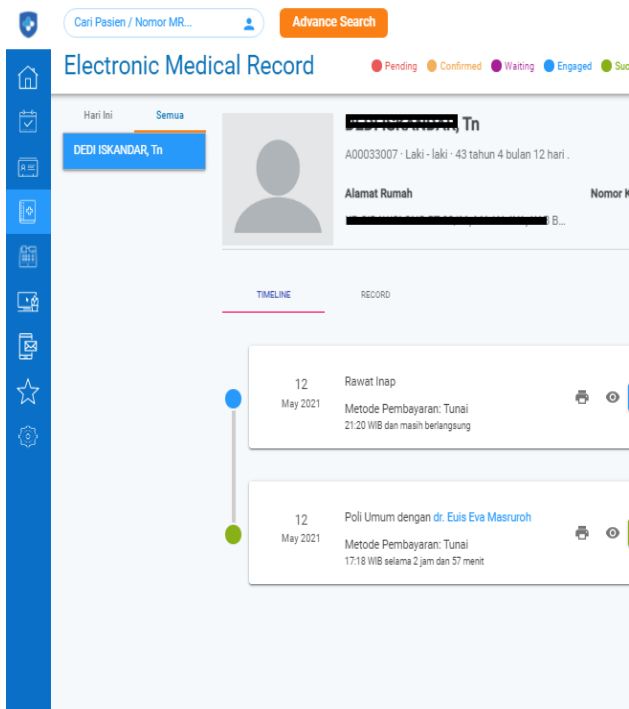 Cari Pasien / Nomor MR...
Advance Search
Electronic Medical Record
Pending Confirmed Waiting Engaged Suc
Hari Ini Semua
DEDI ISKANDAR, Tn
Tn
A00033007 · Laki - laki · 43 tahun 4 bulan 12 hari .
Alamat Rumah Nomor K
B...
TIMELINE RECORD
12
May 2021
Rawat Inap
Metode Pembayaran: Tunai
21:20 WIB dan masih berlangsung
12
May 2021
Poli Umum dengan dr. Euis Eva Masruroh
Metode Pembayaran: Tunai
17:18 WIB selama 2 jam dan 57 menit